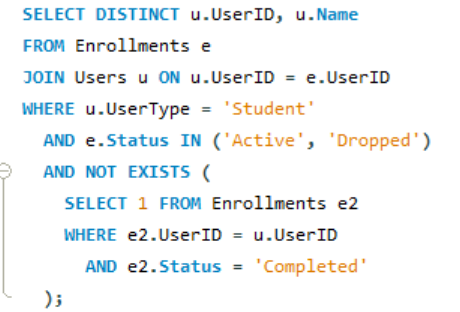 SELECT DISTINCT u.UserID, u.Name
FROM Enrollments e
JOIN Users u ON u.UserID = e.UserID
WHERE u.UserType = 'Student'
AND e.Status IN ('Active', 'Dropped')
AND NOT EXISTS (
SELECT 1 FROM Enrollments e2
WHERE e2.UserID = u.UserID
AND e2.Status = 'Completed'
);